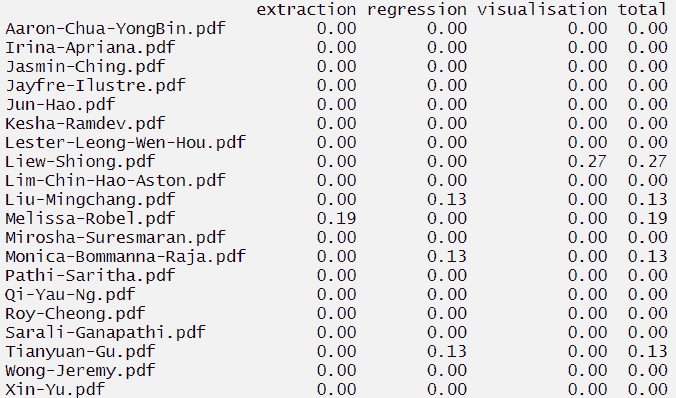 extraction regression visualisation total
Aaron-Chua-YongBin.pdf 0.00 0.00 0.00 0.00
Irina-Apriana.pdf 0.00 0.00 0.00 0.00
Jasmin-Ching.pdf 0.00 0.00 0.00 0.00
Jayfre-Ilustre.pdf 0.00 0.00 0.00 0.00
Jun-Hao.pdf 0.00 0.00 0.00 0.00
Kesha-Ramdev.pdf 0.00 0.00 0.00 0.00
Lester-Leong-Wen-Hou.pdf 0.00 0.00 0.00 0.00
Liew-Shiong.pdf 0.00 0.00 0.27 0.27
Lim-Chin-Hao-Aston.pdf 0.00 0.00 0.00 0.00
Liu-Mingchang.pdf 0.00 0.13 0.00 0.13
Melissa-Robel.pdf 0.19 0.00 0.00 0.19
Mirosha-Suresmaran.pdf 0.00 0.00 0.00 0.00
Monica-Bommanna-Raja.pdf 0.00 0.13 0.00 0.13
Pathi-Saritha.pdf 0.00 0.00 0.00 0.00
Qi-Yau-Ng.pdf 0.00 0.00 0.00 0.00
Roy-Cheong.pdf 0.00 0.00 0.00 0.00
Sarali-Ganapathi.pdf 0.00 0.00 0.00 0.00
Tianyuan-Gu.pdf 0.00 0.13 0.00 0.13
Wong-Jeremy.pdf 0.00 0.00 0.00 0.00
Xin-Yu.pdf 0.00 0.00 0.00 0.00